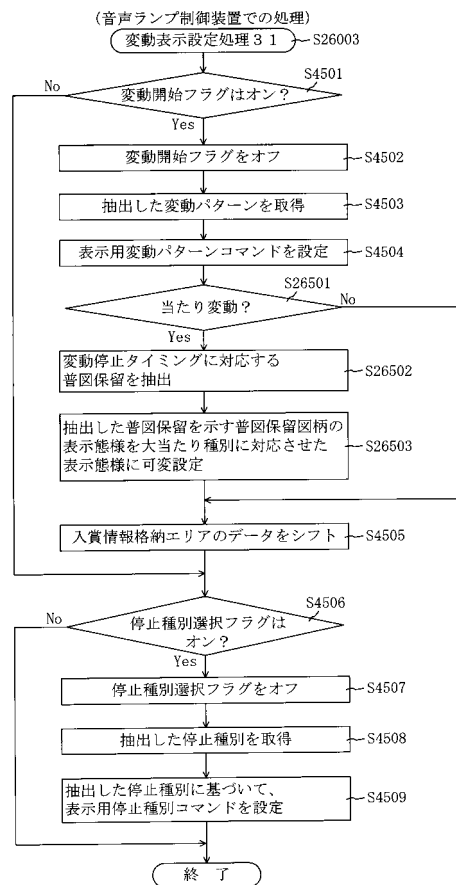 (音声ランプ制御装置での処理)
変動表示設定処理31
S26003
S4501
No
変動開始フラグはオン?
Yes
変動開始フラグをオフ
S4502
抽出した変動パターンを取得
S4503
表示用変動パターンコマンドを設定
S4504
S26501
当たり変動?
No
Yes
変動停止タイミングに対応する
普図保留を抽出
S26502
抽出した普図保留を示す普図保留図柄の
表示態様を大当たり種別に対応させた
表示態様に可変設定
S26503
入賞情報格納エリアのデータをシフト
S4505
S4506
No
停止種別選択フラグは
オン?
Yes
停止種別選択フラグをオフ
S4507
抽出した停止種別を取得
S4508
抽出した停止種別に基づいて、
表示用停止種別コマンドを設定
S4509
終 了